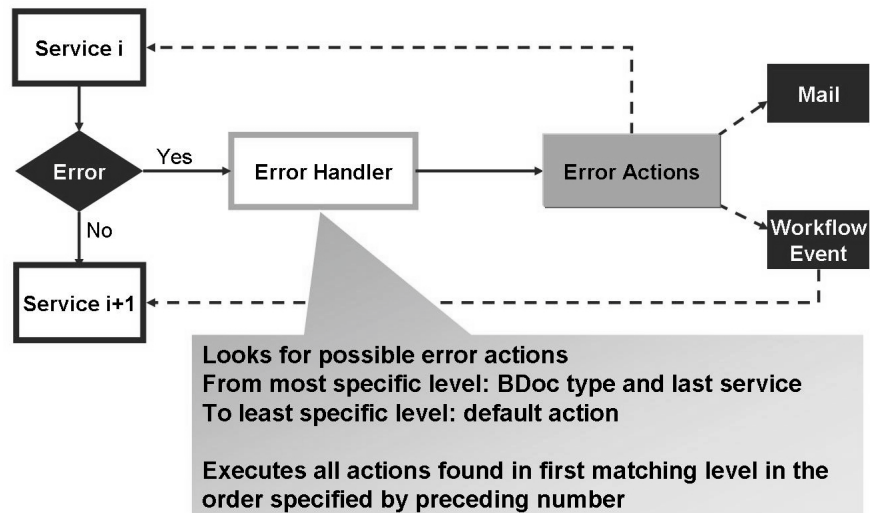 Service i
Mail
Error
Yes
Error Handler
Error Actions
No
Workflow
Event
Service i+1
Looks for possible error actions
From most specific level: BDoc type and last service
To least specific level: default action
Executes all actions found in first matching level in the
order specified by preceding number